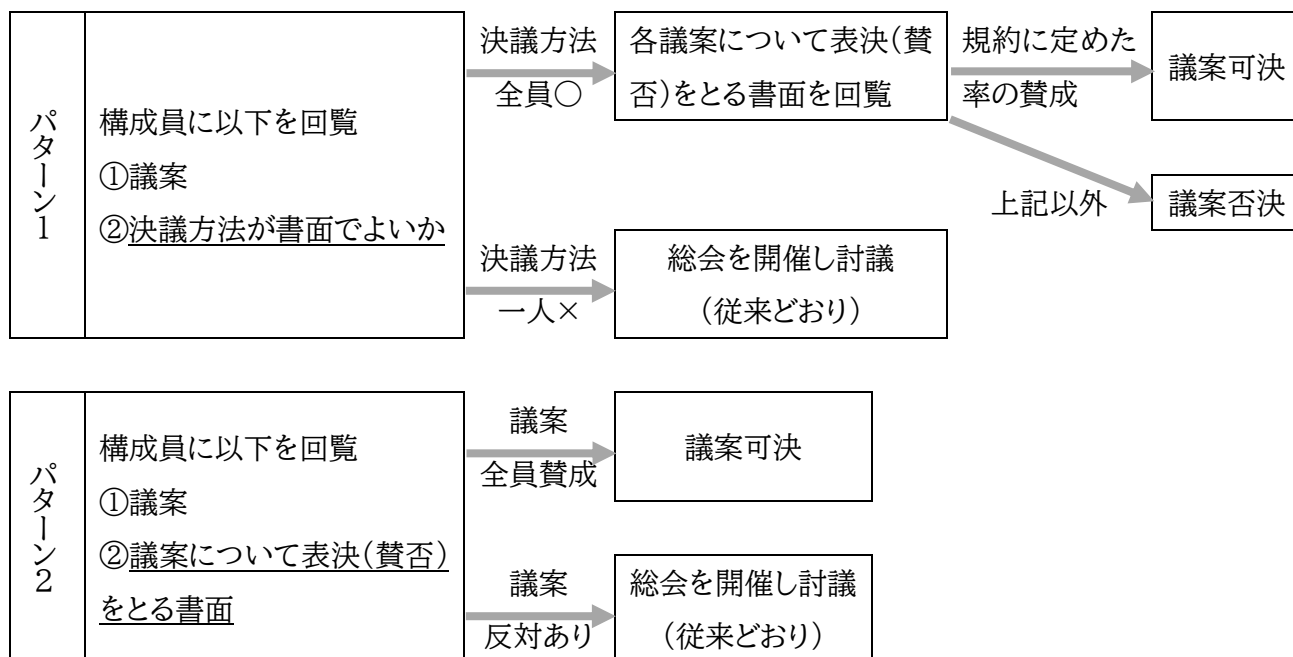 パターン1
構成員に以下を回覧
①議案
②決議方法が書面でよいか
決議方法
全員○
各議案について表決(賛
否)をとる書面を回覧
規約に定めた
率の賛成
議案可決
上記以外
議案否決
決議方法
一人×
総会を開催し討議
(従来どおり)
パターン2
構成員に以下を回覧
①議案
②議案について表決(賛否)
をとる書面
議案
全員賛成
議案可決
議案
反対あり
総会を開催し討議
(従来どおり)